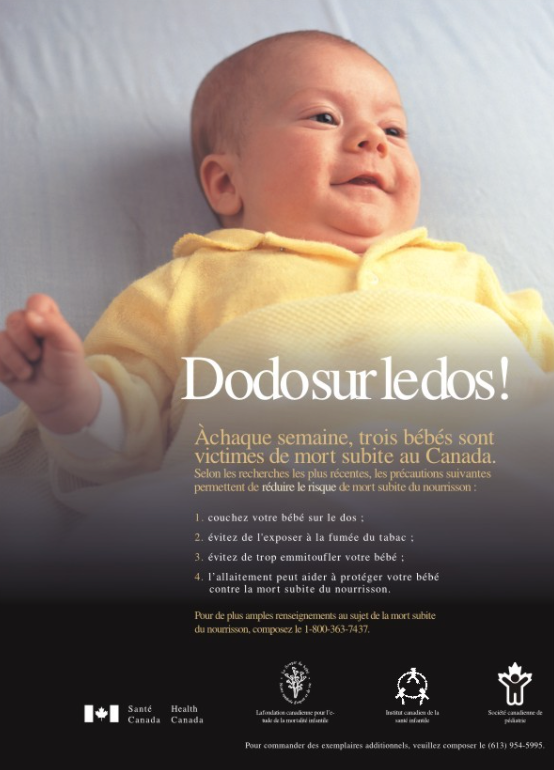 Dodo sur le dos!
À chaque semaine, trois bébés sont
victimes de mort subite au Canada.
Selon les recherches les plus récentes, les précautions suivantes
permettent de réduire le risque de mort subite du nourrisson :
1. couchez votre bébé sur le dos ;
2. évitez de l'exposer à la fumée du tabac ;
3. évitez de trop emmitoufler votre bébé ;
4. l'allaitement peut aider à protéger votre bébé
contre la mort subite du nourrisson.
Pour de plus amples renseignements au sujet de la mort subite
du nourrisson, composez le 1-800-363-7437.
Santé Health
Canada Canada
La fondation canadienne pour l'é-
tude de la mortalité infantile
Institut canadien de la
santé infantile
Société canadienne de
pédiatrie
Pour commander des exemplaires additionnels, veuillez composer le (613) 954-5995.